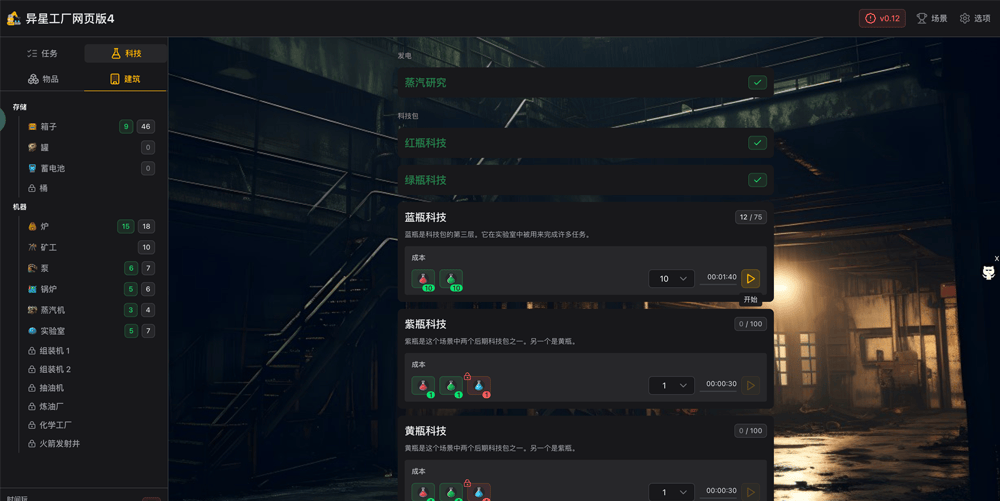 异星工厂网页版4
v0.12 场景 选项
任务 科技
物品 建筑
存储
箱子 9 46
罐 0
蓄电池 0
桶
机器
炉 15 18
矿工 10
泵 6 7
锅炉 5 6
蒸汽机 3 4
实验室 5 7
组装机 1
组装机 2
抽油机
炼油厂
化学工厂
火箭发射井
时间玩
发电
蒸汽研究
科技包
红瓶科技
绿瓶科技
蓝瓶科技 12 / 75
蓝瓶是科技包的第三层。它在实验室中被用来完成许多任务。
成本
10 10 10 00:01:40
开始
紫瓶科技 0 / 100
紫瓶是这个场景中两个后期科技包之一。另一个是黄瓶。
成本
1 1 1 1 00:00:30
黄瓶科技 0 / 100
黄瓶是这个场景中两个后期科技包之一。另一个是紫瓶。
成本
1 1 1 1 00:00:30
x